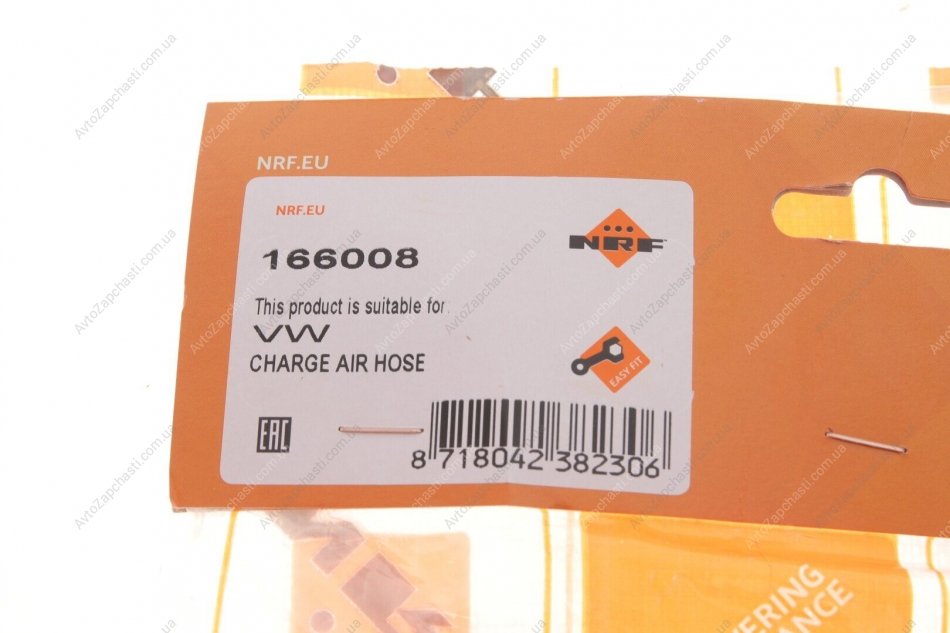 NRF.EU
NRF.EU
NRF
166008
This product is suitable for:
VW
CHARGE AIR HOSE
EASY FIT
EAC
8 718042 382306
AvtoZapchasti.com.ua